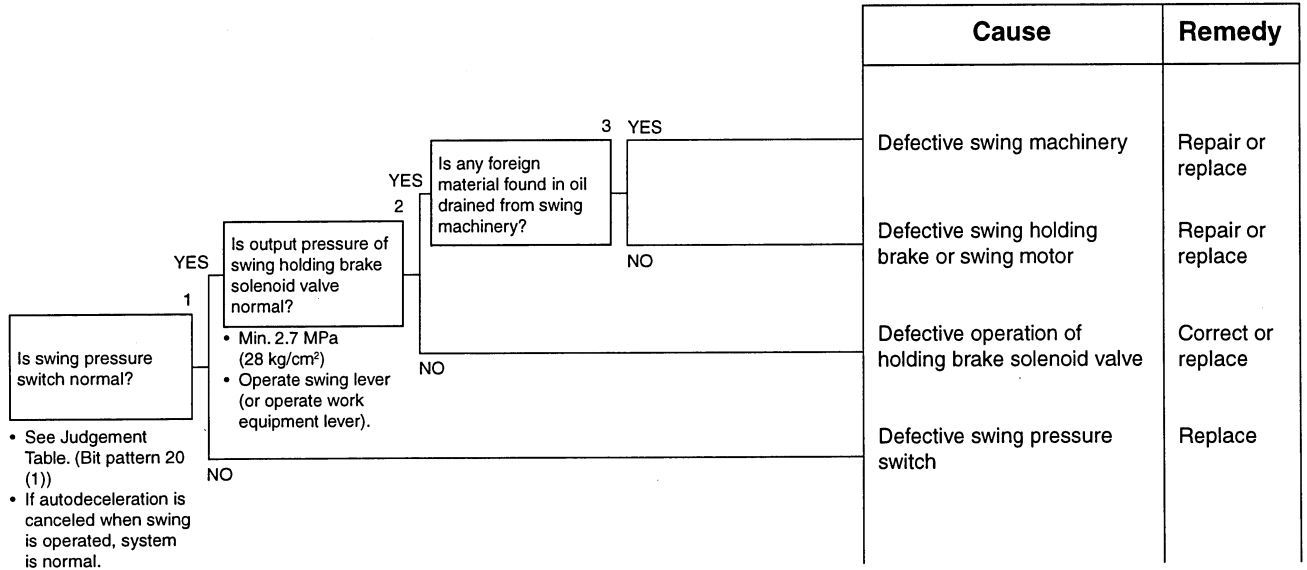 Cause
Remedy
3
YES
Defective swing machinery
Repair or
replace
Is any foreign
material found in oil
drained from swing
machinery?
YES
2
NO
Defective swing holding
brake or swing motor
Repair or
replace
Is output pressure of
swing holding brake
solenoid valve
normal?
YES
1
• Min. 2.7 MPa
(28 kg/cm²)
• Operate swing lever
(or operate work
equipment lever).
NO
Defective operation of
holding brake solenoid valve
Correct or
replace
Is swing pressure
switch normal?
• See Judgement
Table. (Bit pattern 20
(1))
• If autodeceleration is
canceled when swing
is operated, system
is normal.
NO
Defective swing pressure
switch
Replace